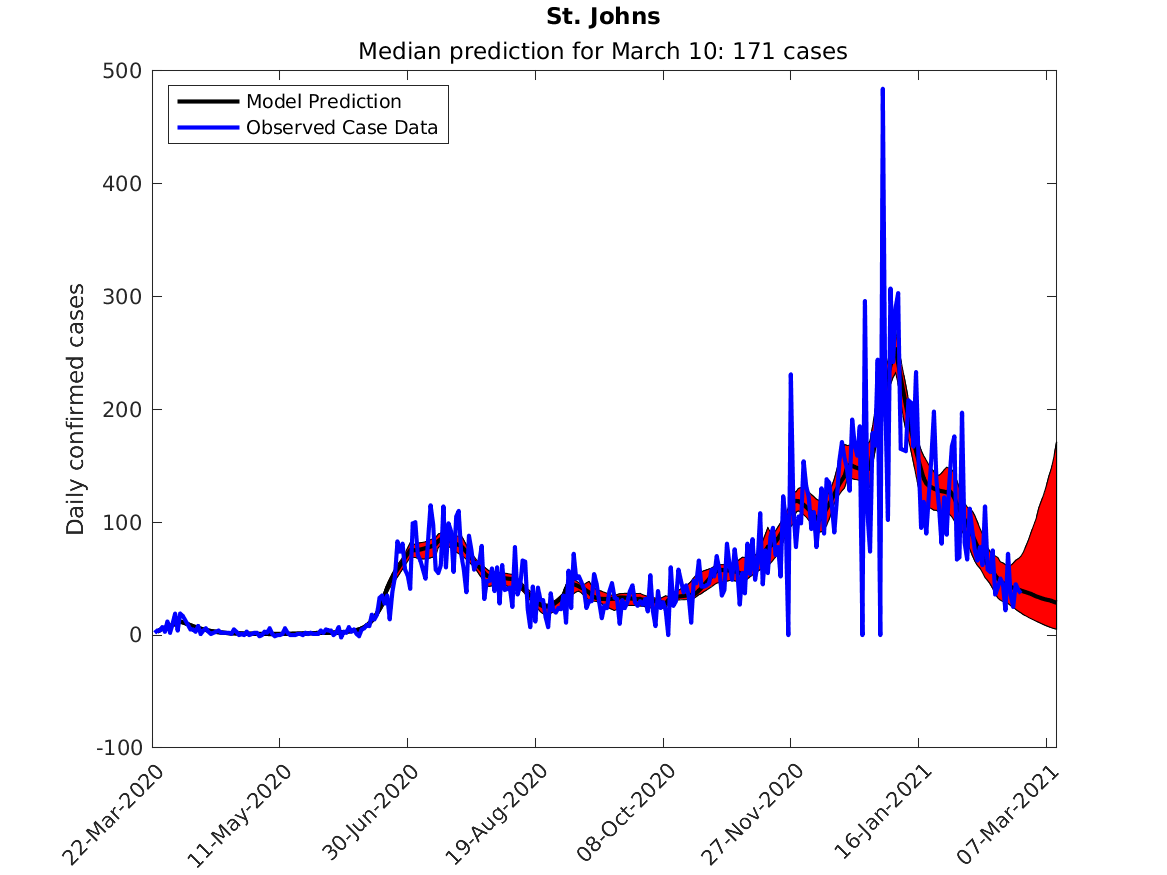 St. Johns
Median prediction for March 10: 171 cases
Model Prediction
Observed Case Data
Daily confirmed cases
500
400
300
200
100
0
-100
22-Mar-2020
11-May-2020
30-Jun-2020
19-Aug-2020
08-Oct-2020
27-Nov-2020
16-Jan-2021
07-Mar-2021